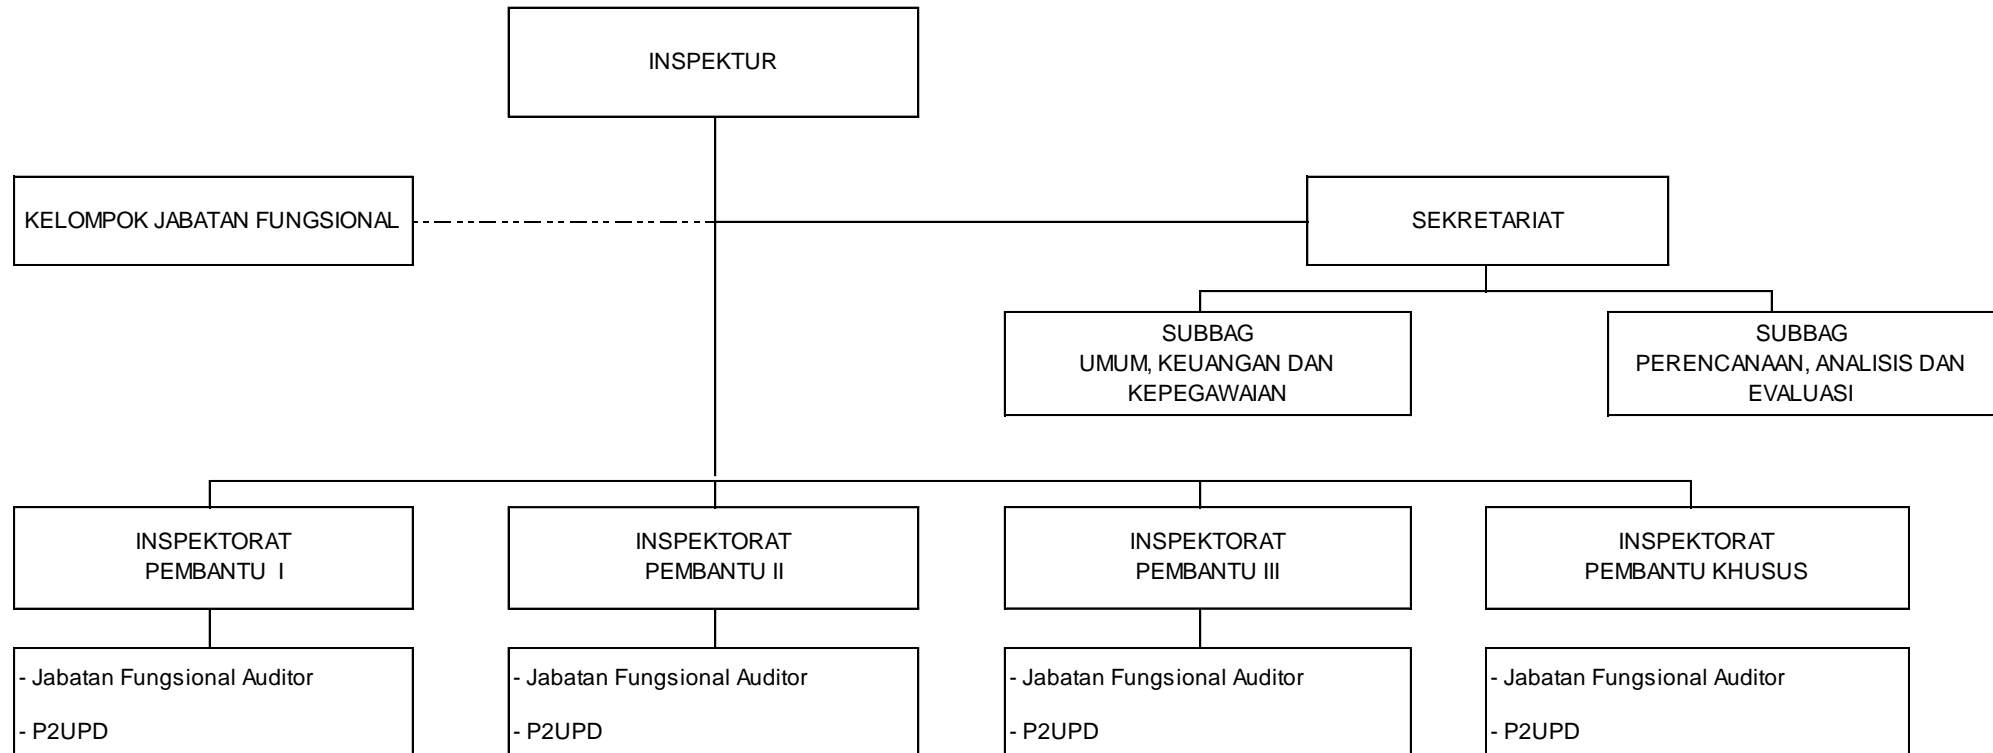 INSPEKTUR
KELOMPOK JABATAN FUNGSIONAL
SEKRETARIAT
SUBBAG
UMUM, KEUANGAN DAN
KEPEGAWAIAN
SUBBAG
PERENCANAAN, ANALISIS DAN
EVALUASI
INSPEKTORAT
PEMBANTU I
INSPEKTORAT
PEMBANTU II
INSPEKTORAT
PEMBANTU III
INSPEKTORAT
PEMBANTU KHUSUS
- Jabatan Fungsional Auditor
- P2UPD
- Jabatan Fungsional Auditor
- P2UPD
- Jabatan Fungsional Auditor
- P2UPD
- Jabatan Fungsional Auditor
- P2UPD